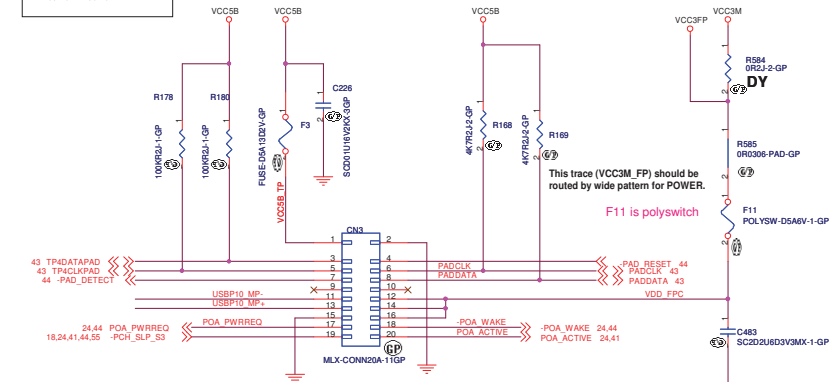 VCC5B
VCC5B
VCC5B
VCC3M
VCC3FP
R584
0R2J-2-GP
DY
R178
R180
100KR2J-1-GP
100KR2J-1-GP
FUSE-D5A13D2V-GP
F3
C226
SCD01U16V2KX-3GP
4K7R2J-2-GP
R168
4K7R2J-2-GP
R169
R585
0R0306-PAD-GP
This trace (VCC3M_FP) should be
routed by wide pattern for POWER.
F11 is polyswitch
F11
POLYSW-D5A6V-1-GP
VCC5B_TP
CN3
1 2
43 TP4DATAPAD 3 4 -PAD_RESET 44
43 TP4CLKPAD 5 6 PADCLK PADCLK 43
44 -PAD_DETECT 7 8 PADDATA PADDATA 43
9 10
USBP10_MP- 11 12 VDD_FPC
USBP10_MP+ 13 14
15 16
24,44 POA_PWRREQ POA_PWRREQ 17 18 -POA_WAKE -POA_WAKE 24,44
18,24,41,44,55 -PCH_SLP_S3 19 20 POA_ACTIVE POA_ACTIVE 24,41
GP
MLX-CONN20A-11GP
C483
SC2D2U6D3V3MX-1-GP